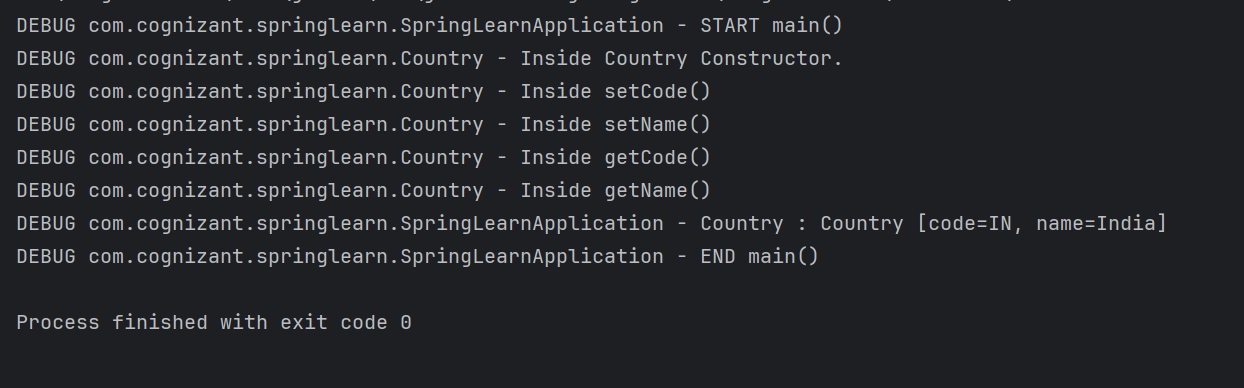 DEBUG com.cognizant.springlearn.SpringLearnApplication - START main()
DEBUG com.cognizant.springlearn.Country - Inside Country Constructor.
DEBUG com.cognizant.springlearn.Country - Inside setCode()
DEBUG com.cognizant.springlearn.Country - Inside setName()
DEBUG com.cognizant.springlearn.Country - Inside getCode()
DEBUG com.cognizant.springlearn.Country - Inside getName()
DEBUG com.cognizant.springlearn.SpringLearnApplication - Country : Country [code=IN, name=India]
DEBUG com.cognizant.springlearn.SpringLearnApplication - END main()
Process finished with exit code 0